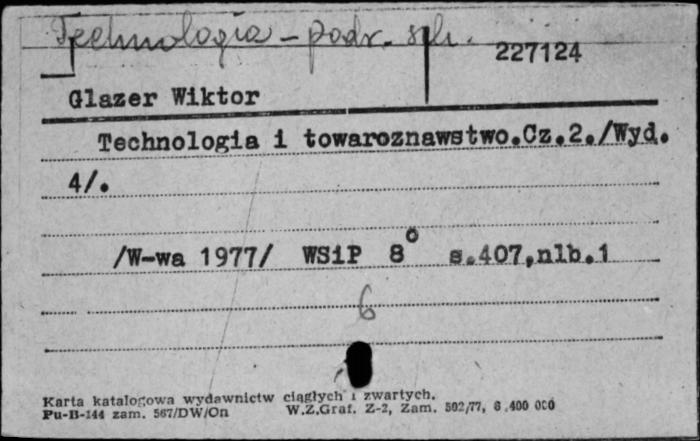 Technologia - podr. szk.
227124
Glazer Wiktor
Technologia i towaroznawstwo.Cz.2./Wyd.
4/.
/W-wa 1977/ WSiP 8° s.407,nlb.1
6
Karta katalogowa wydawnictw ciągłych i zwartych.
Pu-B-144 zam. 567/DW/On W.Z.Graf. Z-2, Zam. 502/77, 6 400 000